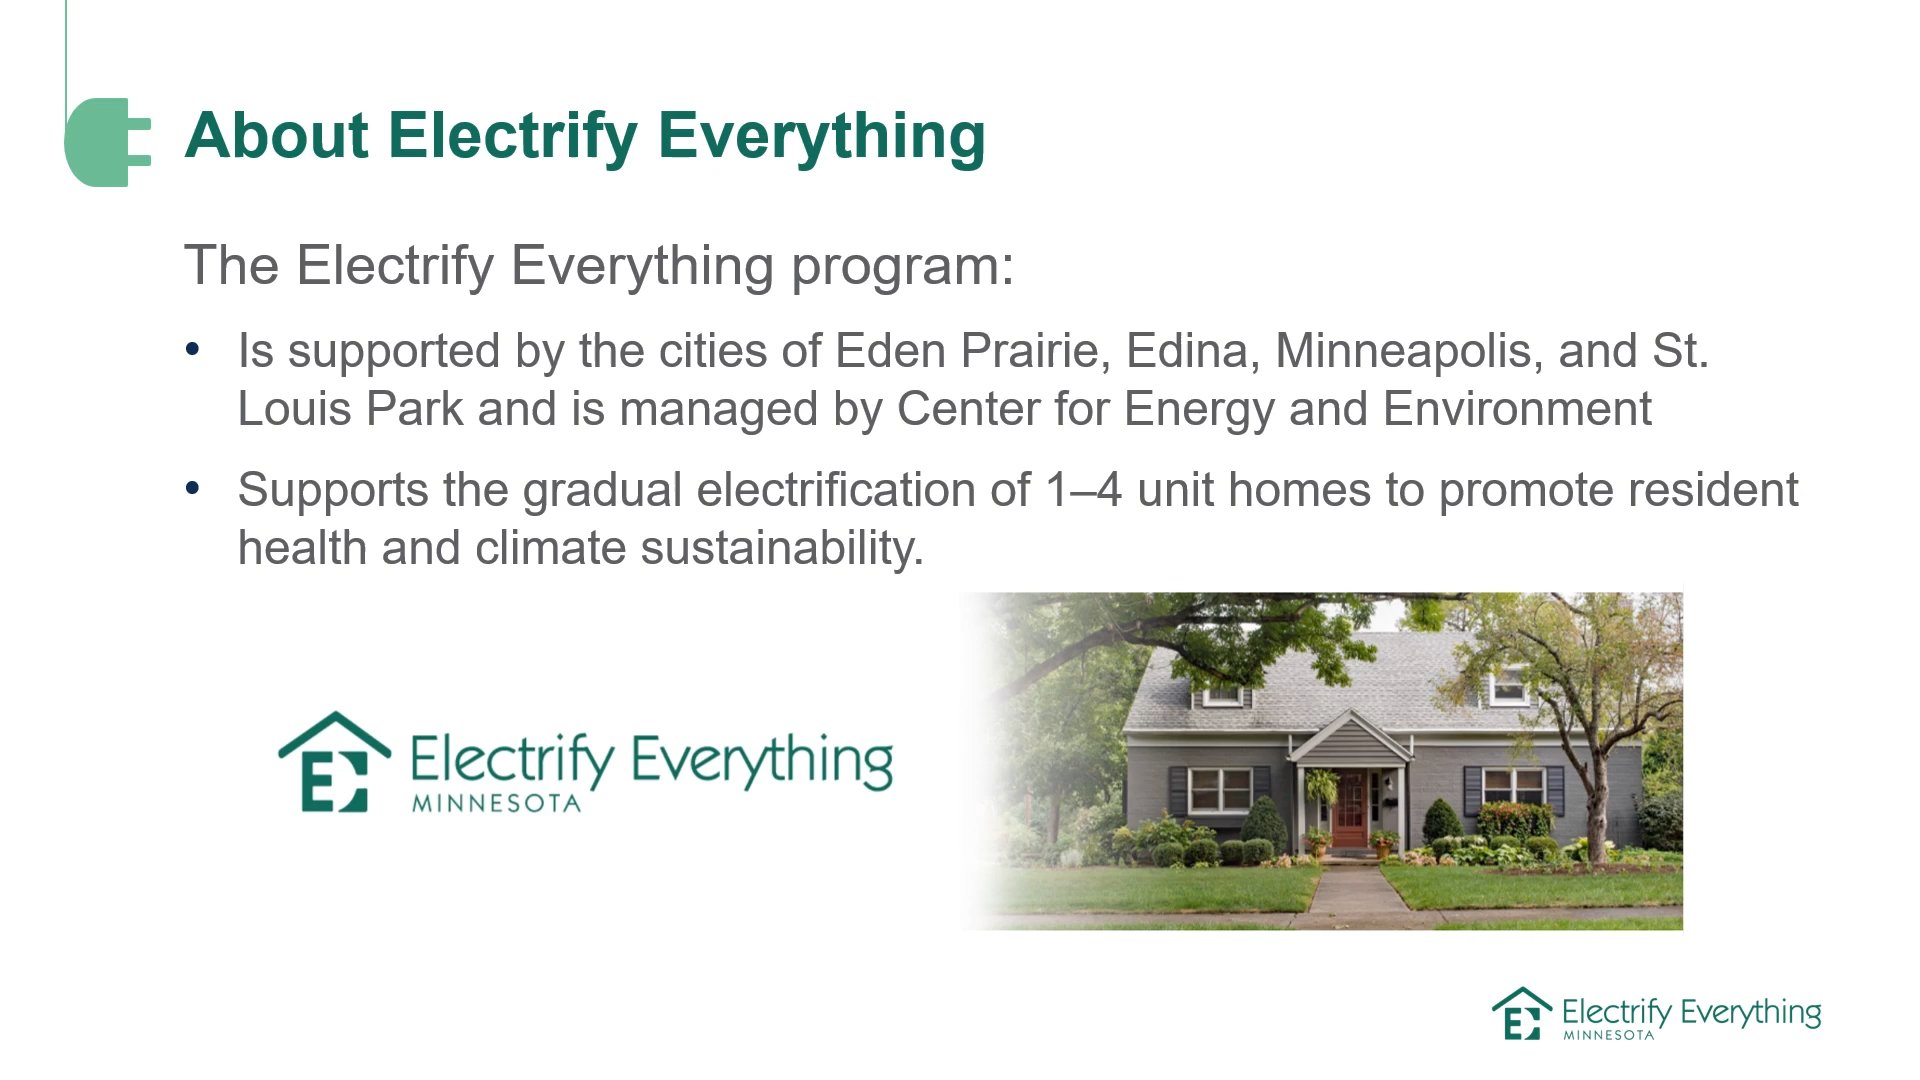 About Electrify Everything
The Electrify Everything program:
• Is supported by the cities of Eden Prairie, Edina, Minneapolis, and St.
Louis Park and is managed by Center for Energy and Environment
• Supports the gradual electrification of 1–4 unit homes to promote resident
health and climate sustainability.
Electrify Everything
MINNESOTA
Electrify Everything
MINNESOTA